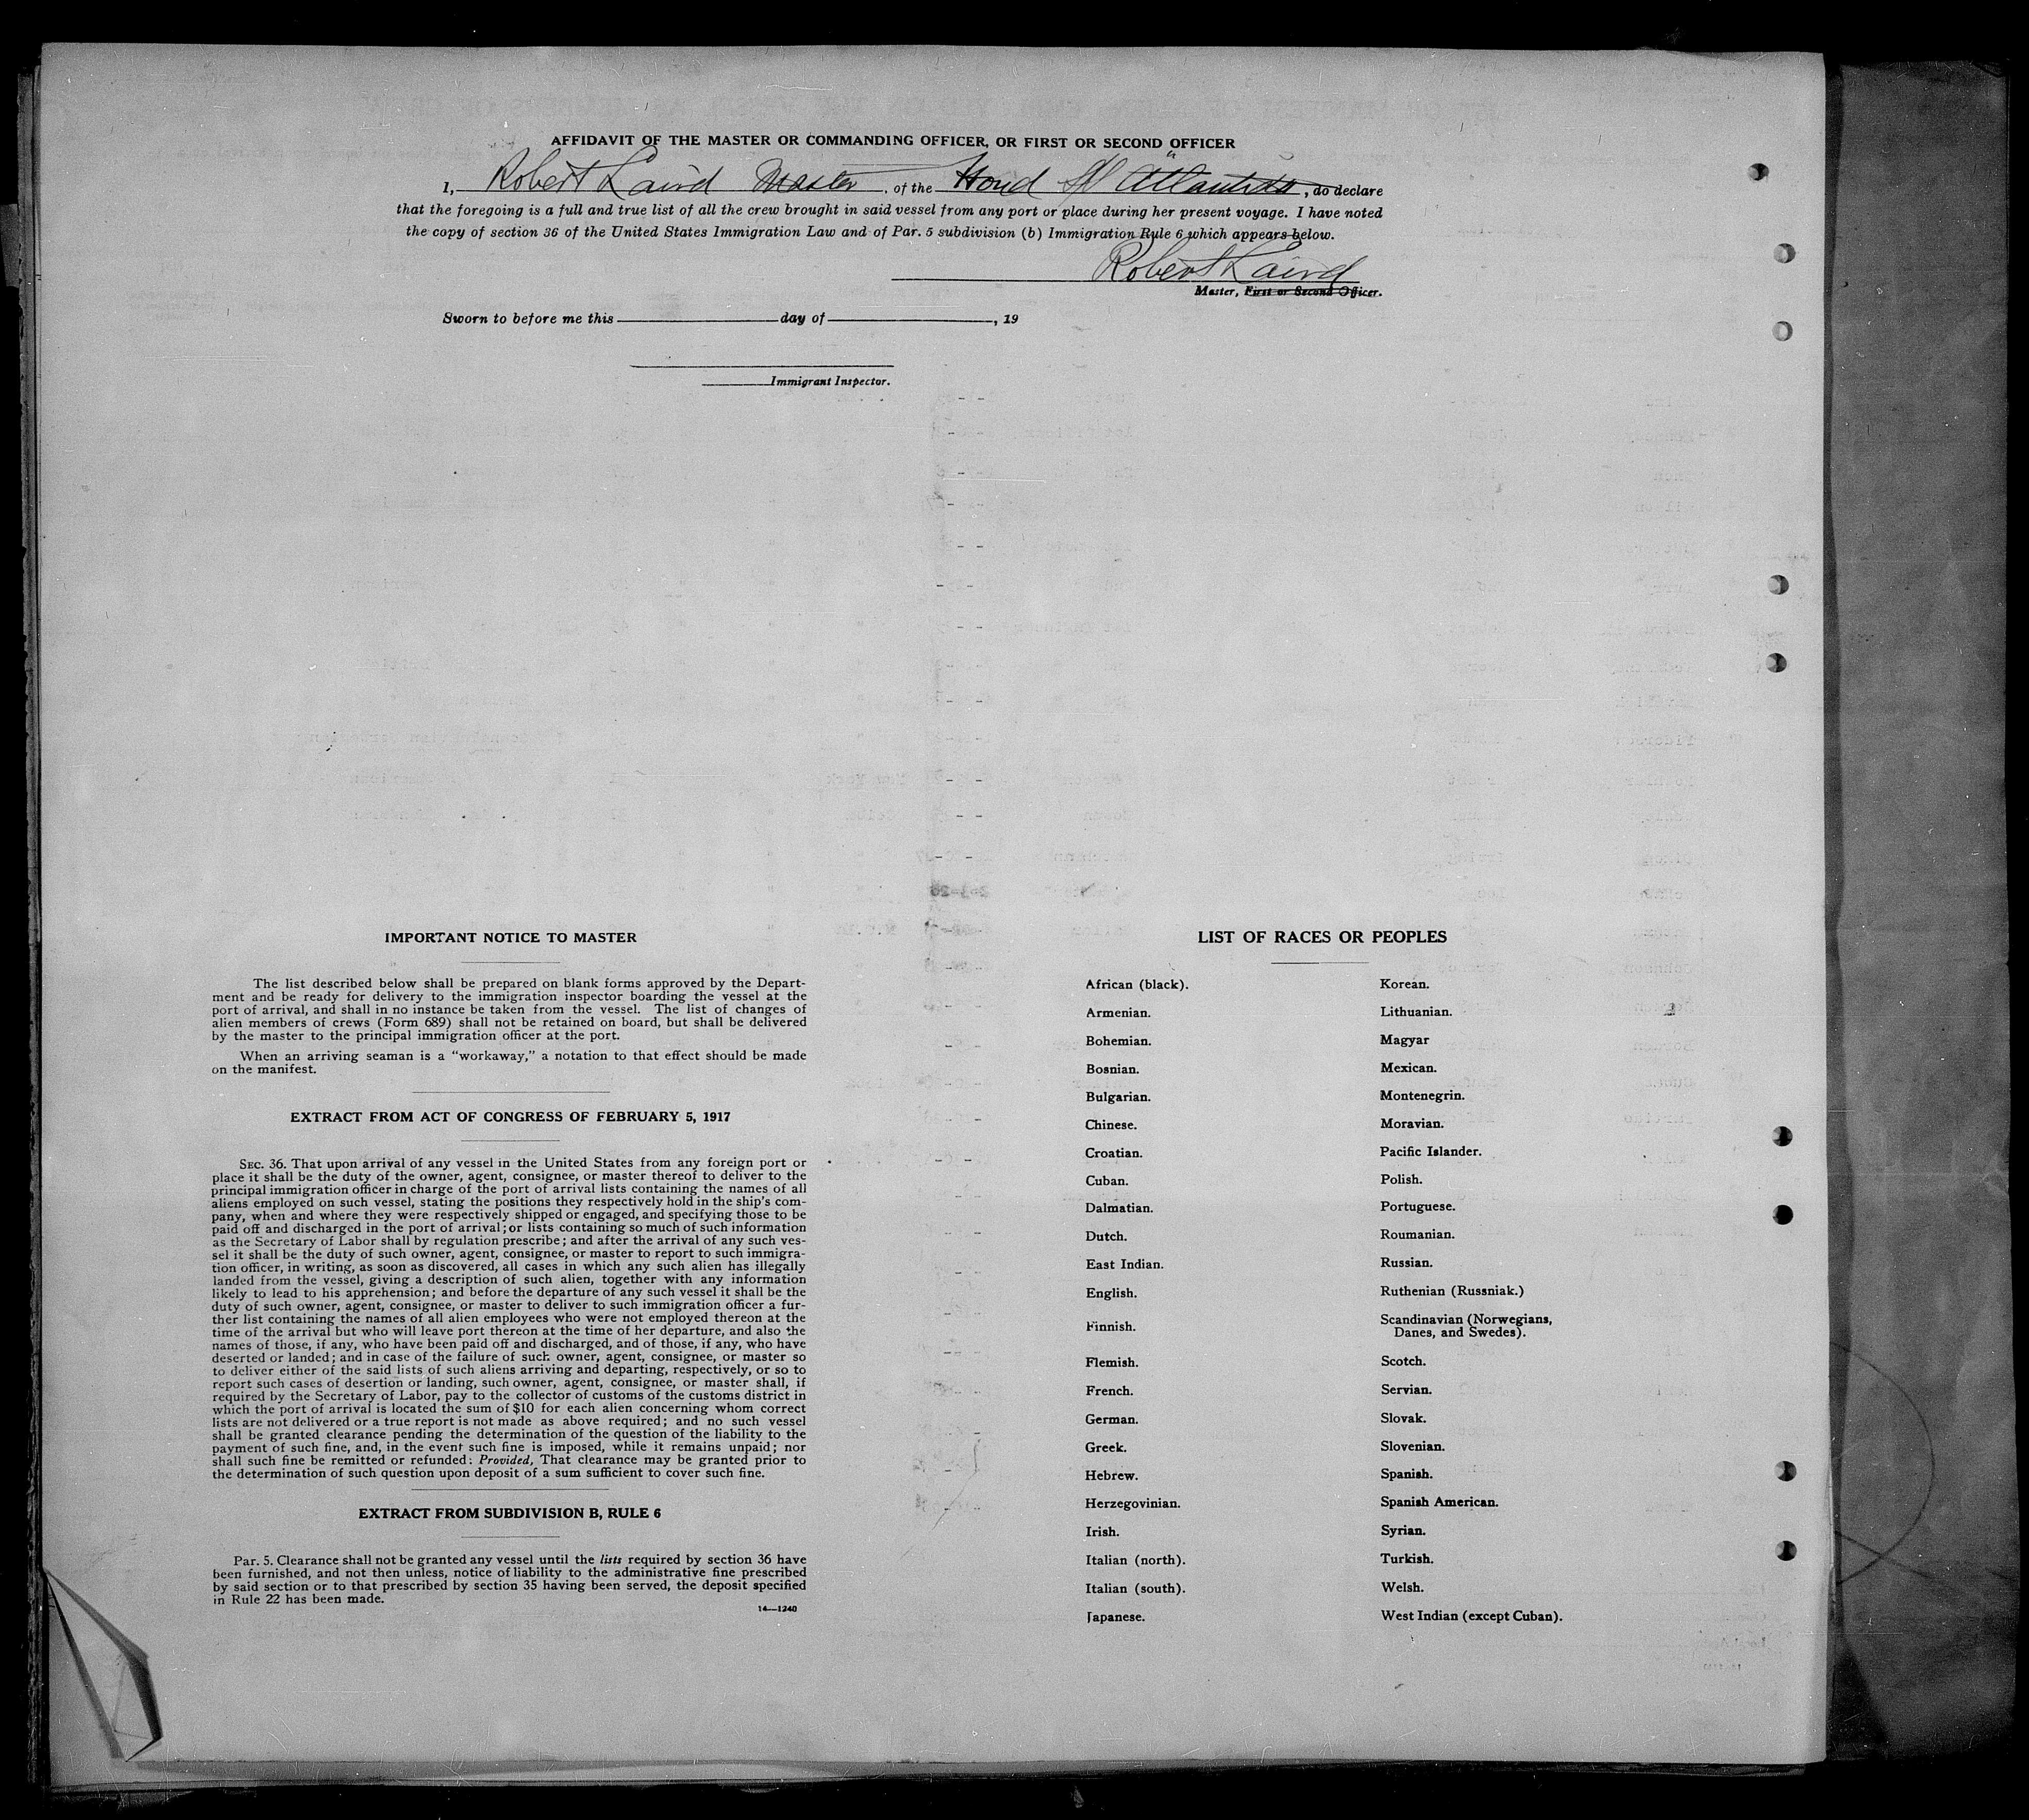 AFFIDAVIT OF THE MASTER OR COMMANDING OFFICER, OR FIRST OR SECOND OFFICER
I, Robert Laird Master, of the Hond SS "Atlantida, do declare
that the foregoing is a full and true list of all the crew brought in said vessel from any port or place during her present voyage. I have noted
the copy of section 36 of the United States Immigration Law and of Par. 5 subdivision (b) Immigration Rule 6 which appears below.
Robert Laird
Master, First or Second Officer.
Sworn to before me this day of , 19
Immigrant Inspector.
IMPORTANT NOTICE TO MASTER
The list described below shall be prepared on blank forms approved by the Depart-
ment and be ready for delivery to the immigration inspector boarding the vessel at the
port of arrival, and shall in no instance be taken from the vessel. The list of changes of
alien members of crews (Form 689) shall not be retained on board, but shall be delivered
by the master to the principal immigration officer at the port.
When an arriving seaman is a "workaway," a notation to that effect should be made
on the manifest.
EXTRACT FROM ACT OF CONGRESS OF FEBRUARY 5, 1917
SEC. 36. That upon arrival of any vessel in the United States from any foreign port or
place it shall be the duty of the owner, agent, consignee, or master thereof to deliver to the
principal immigration officer in charge of the port of arrival lists containing the names of all
aliens employed on such vessel, stating the positions they respectively hold in the ship's com-
pany, when and where they were respectively shipped or engaged, and specifying those to be
paid off and discharged in the port of arrival; or lists containing so much of such information
as the Secretary of Labor shall by regulation prescribe; and after the arrival of any such ves-
sel it shall be the duty of such owner, agent, consignee, or master to report to such immigra-
tion officer, in writing, as soon as discovered, all cases in which any such alien has illegally
landed from the vessel, giving a description of such alien, together with any information
likely to lead to his apprehension; and before the departure of any such vessel it shall be the
duty of such owner, agent, consignee, or master to deliver to such immigration officer a fur-
ther list containing the names of all alien employees who were not employed thereon at the
time of the arrival but who will leave port thereon at the time of her departure, and also the
names of those, if any, who have been paid off and discharged, and of those, if any, who have
deserted or landed; and in case of the failure of such owner, agent, consignee, or master so
to deliver either of the said lists of such aliens arriving and departing, respectively, or so to
report such cases of desertion or landing, such owner, agent, consignee, or master shall, if
required by the Secretary of Labor, pay to the collector of customs of the customs district in
which the port of arrival is located the sum of $10 for each alien concerning whom correct
lists are not delivered or a true report is not made as above required; and no such vessel
shall be granted clearance pending the determination of the question of the liability to the
payment of such fine, and, in the event such fine is imposed, while it remains unpaid; nor
shall such fine be remitted or refunded: Provided, That clearance may be granted prior to
the determination of such question upon deposit of a sum sufficient to cover such fine.
EXTRACT FROM SUBDIVISION B, RULE 6
Par. 5. Clearance shall not be granted any vessel until the lists required by section 36 have
been furnished, and not then unless, notice of liability to the administrative fine prescribed
by said section or to that prescribed by section 35 having been served, the deposit specified
in Rule 22 has been made.
14—1240
LIST OF RACES OR PEOPLES
African (black).
Armenian.
Bohemian.
Bosnian.
Bulgarian.
Chinese.
Croatian.
Cuban.
Dalmatian.
Dutch.
East Indian.
English.
Finnish.
Flemish.
French.
German.
Greek.
Hebrew.
Herzegovinian.
Irish.
Italian (north).
Italian (south).
Japanese.
Korean.
Lithuanian.
Magyar
Mexican.
Montenegrin.
Moravian.
Pacific Islander.
Polish.
Portuguese.
Roumanian.
Russian.
Ruthenian (Russniak.)
Scandinavian (Norwegians,
Danes, and Swedes).
Scotch.
Servian.
Slovak.
Slovenian.
Spanish.
Spanish American.
Syrian.
Turkish.
Welsh.
West Indian (except Cuban).